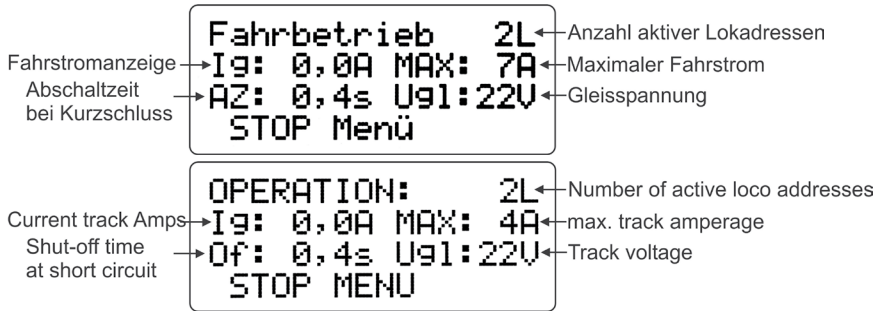 Fahrbetrieb 2L
Anzahl aktiver Lokadressen
Fahrstromanzeige
Ig: 0,0A MAX: 7A
Maximaler Fahrstrom
Abschaltzeit
bei Kurzschluss
AZ: 0,4s Ugl:22V
Gleisspannung
STOP Menü
OPERATION: 2L
Number of active loco addresses
Current track Amps
Ig: 0,0A MAX: 4A
max. track amperage
Shut-off time
at short circuit
Of: 0,4s Ugl:22V
Track voltage
STOP MENU